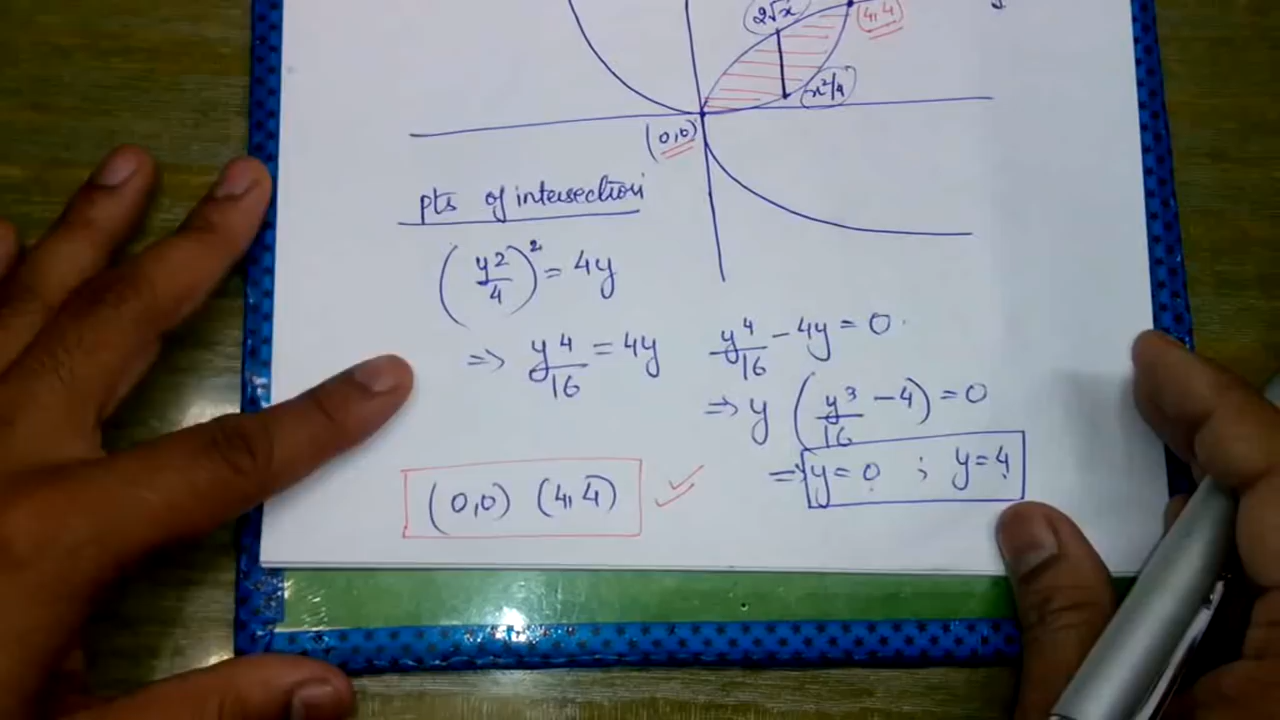 2√x (4,4)
x²/4
(0,0)
pts of intersection
(y2/4)² = 4y
=> y4/16 = 4y
y4/16 - 4y = 0
=> y (y³/16 - 4) = 0
=> y = 0 ; y = 4
(0,0) (4,4)